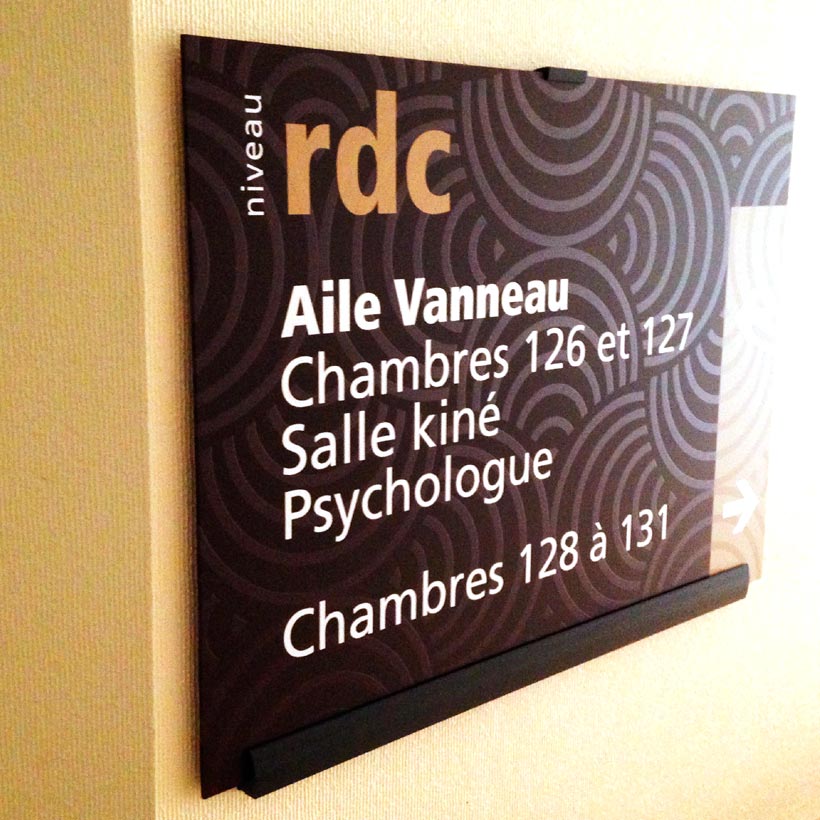 niveau
rdc
Aile Vanneau
Chambres 126 et 127
Salle kiné
Psychologue
Chambres 128 à 131